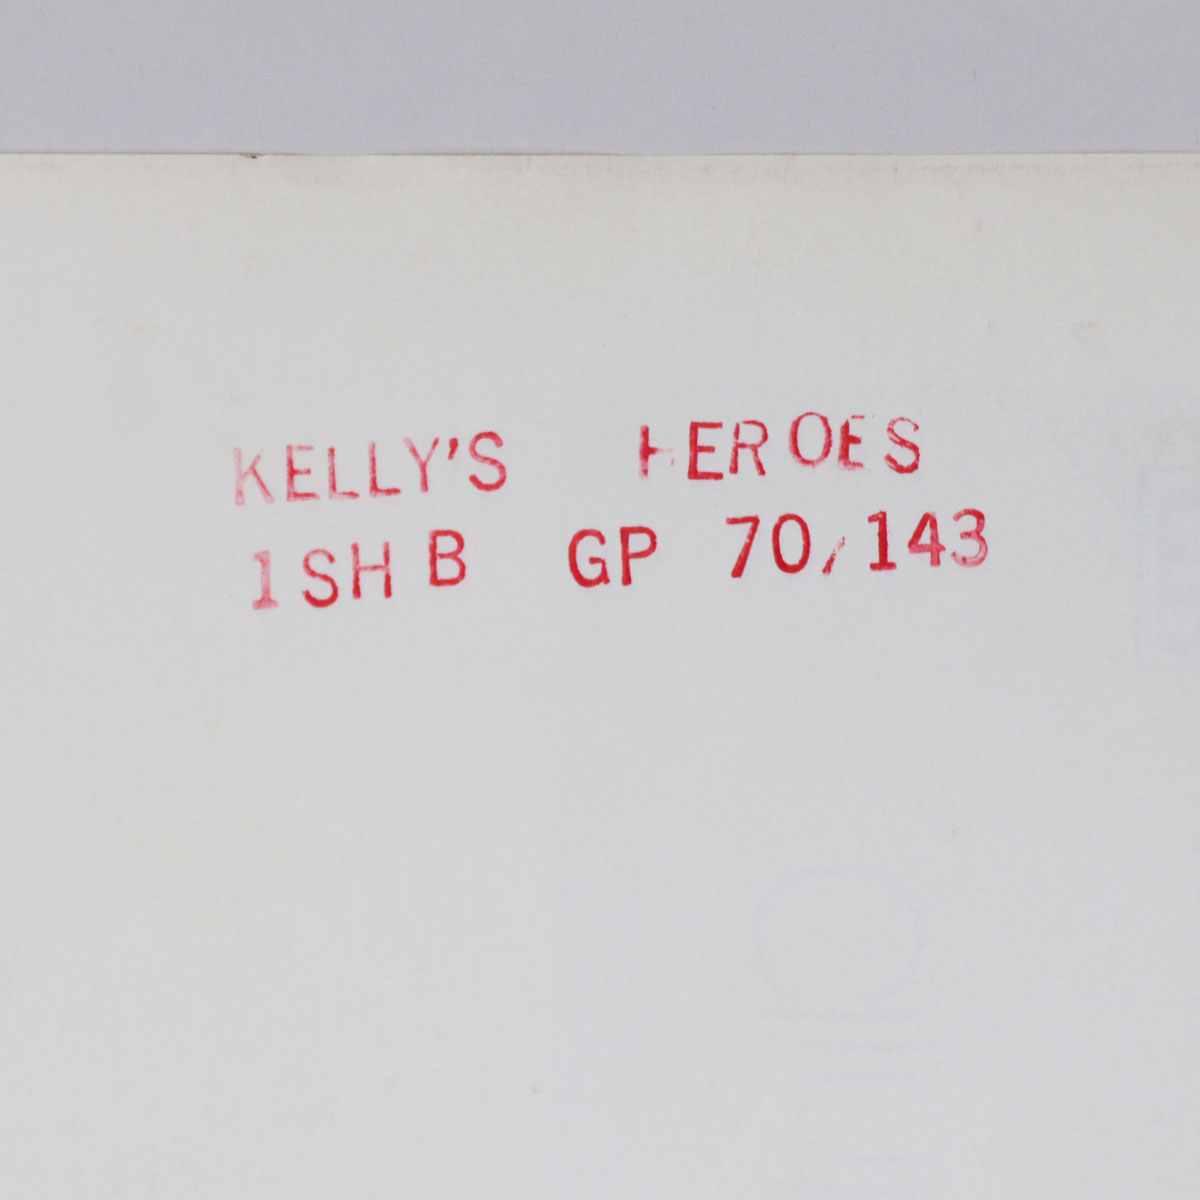 KELLY'S HEROES
1SH B GP 70/143